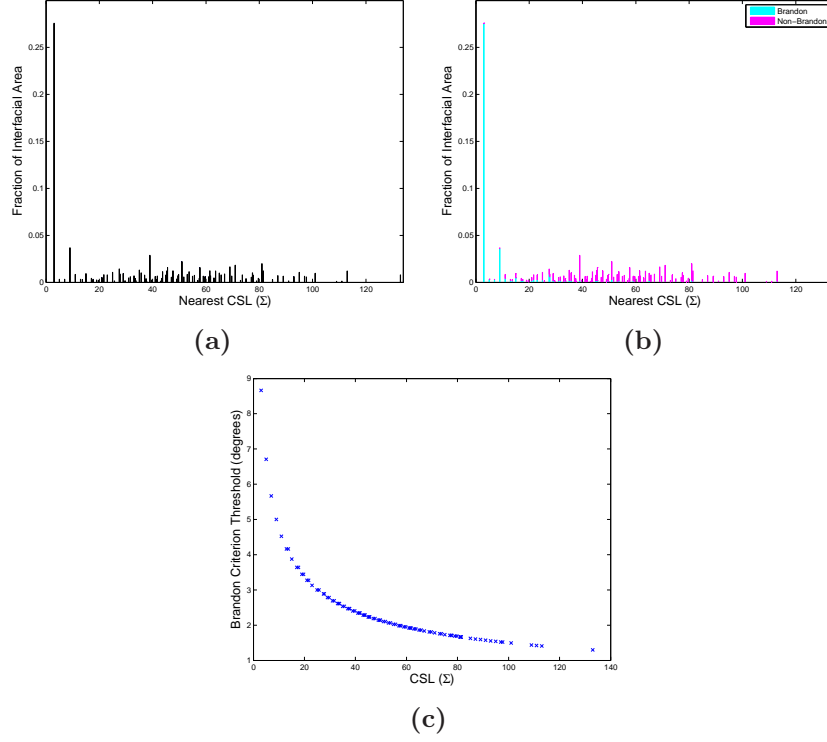 0.25
0.2
0.15
0.1
0.05
0
Fraction of Interfacial Area
0 20 40 60 80 100 120
Nearest CSL (Σ)
(a)
Brandon
Non−Brandon
0.25
0.2
0.15
0.1
0.05
0
Fraction of Interfacial Area
0 20 40 60 80 100 120
Nearest CSL (Σ)
(b)
9
8
7
6
5
4
3
2
1
Brandon Criterion Threshold (degrees)
0 20 40 60 80 100 120 140
CSL (Σ)
(c)